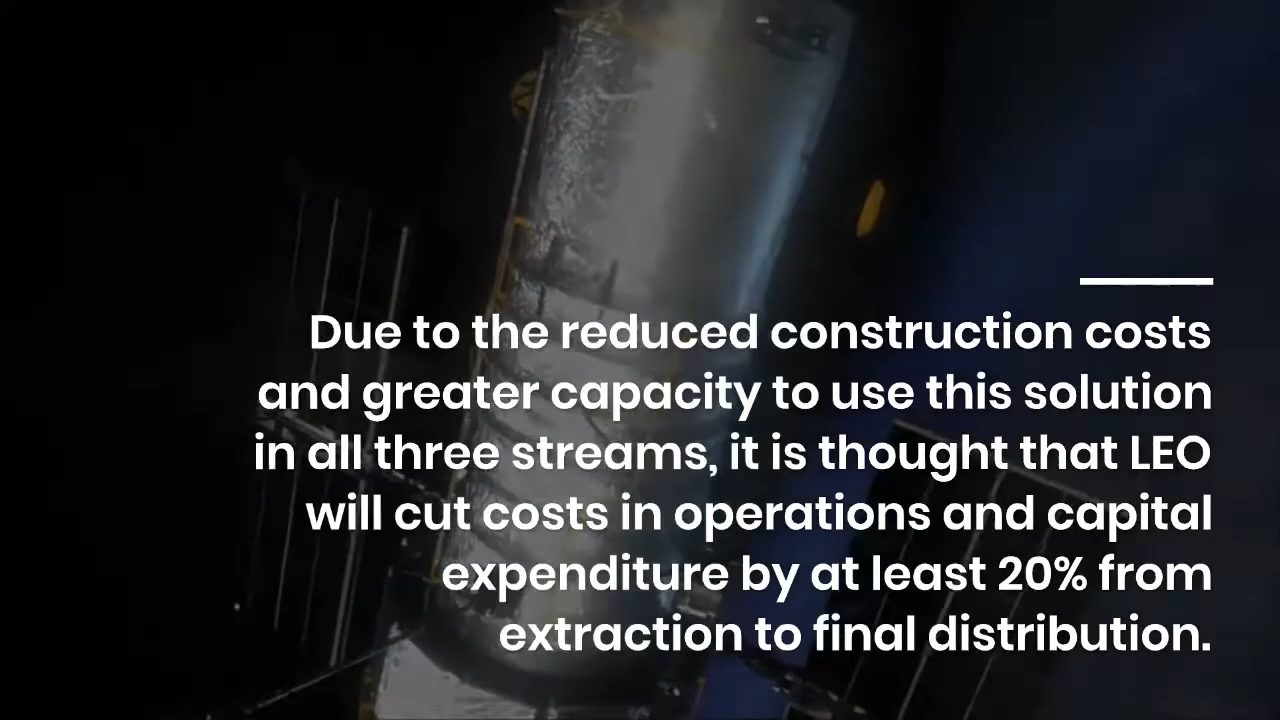 Due to the reduced construction costs
and greater capacity to use this solution
in all three streams, it is thought that LEO
will cut costs in operations and capital
expenditure by at least 20% from
extraction to final distribution.